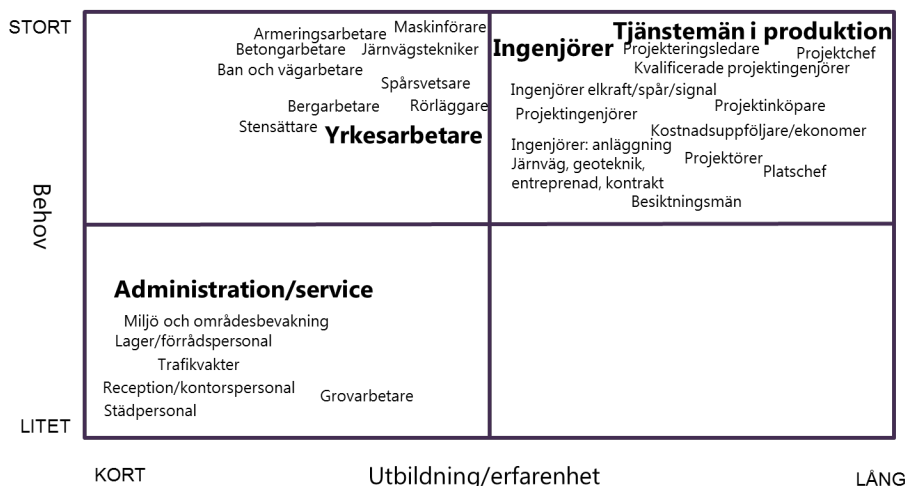 STORT
Armeringsarbetare
Maskinförare
Betongarbetare
Järnvägstekniker
Ban och vägarbetare
Spårsvetsare
Bergarbetare
Rörläggare
Stensättare
Yrkesarbetare
Tjänstemän i produktion
Ingenjörer
Projekteringsledare
Projektchef
Kvalificerade projektingenjörer
Ingenjörer elkraft/spår/signal
Projektinköpare
Projektingenjörer
Kostnadsuppföljare/ekonomer
Ingenjörer: anläggning
Järnväg, geoteknik,
entreprenad, kontrakt
Projektörer
Platschef
Besiktningsmän
Behov
Administration/service
Miljö och områdesbevakning
Lager/förrådspersonal
Trafikvakter
Reception/kontorspersonal
Grovarbetare
Städpersonal
LITET
KORT
Utbildning/erfarenhet
LÅNG